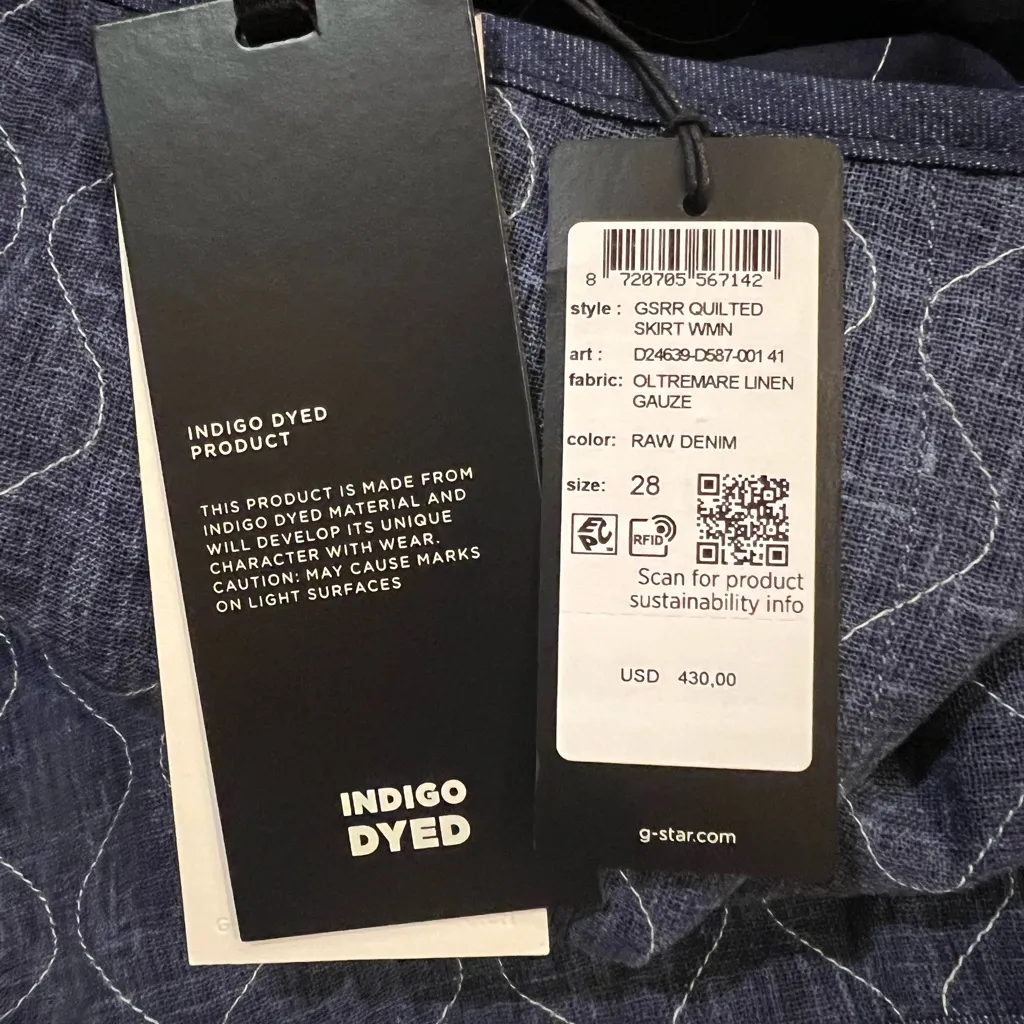 INDIGO DYED
PRODUCT
THIS PRODUCT IS MADE FROM
INDIGO DYED MATERIAL AND
WILL DEVELOP ITS UNIQUE
CHARACTER WITH WEAR.
CAUTION: MAY CAUSE MARKS
ON LIGHT SURFACES
INDIGO
DYED
8 720705 567142
style : GSRR QUILTED
SKIRT WMN
art : D24639-D587-001 41
fabric: OLTREMARE LINEN
GAUZE
color: RAW DENIM
size: 28
EPC
RFID
Scan for product
sustainability info
USD 430,00
g-star.com